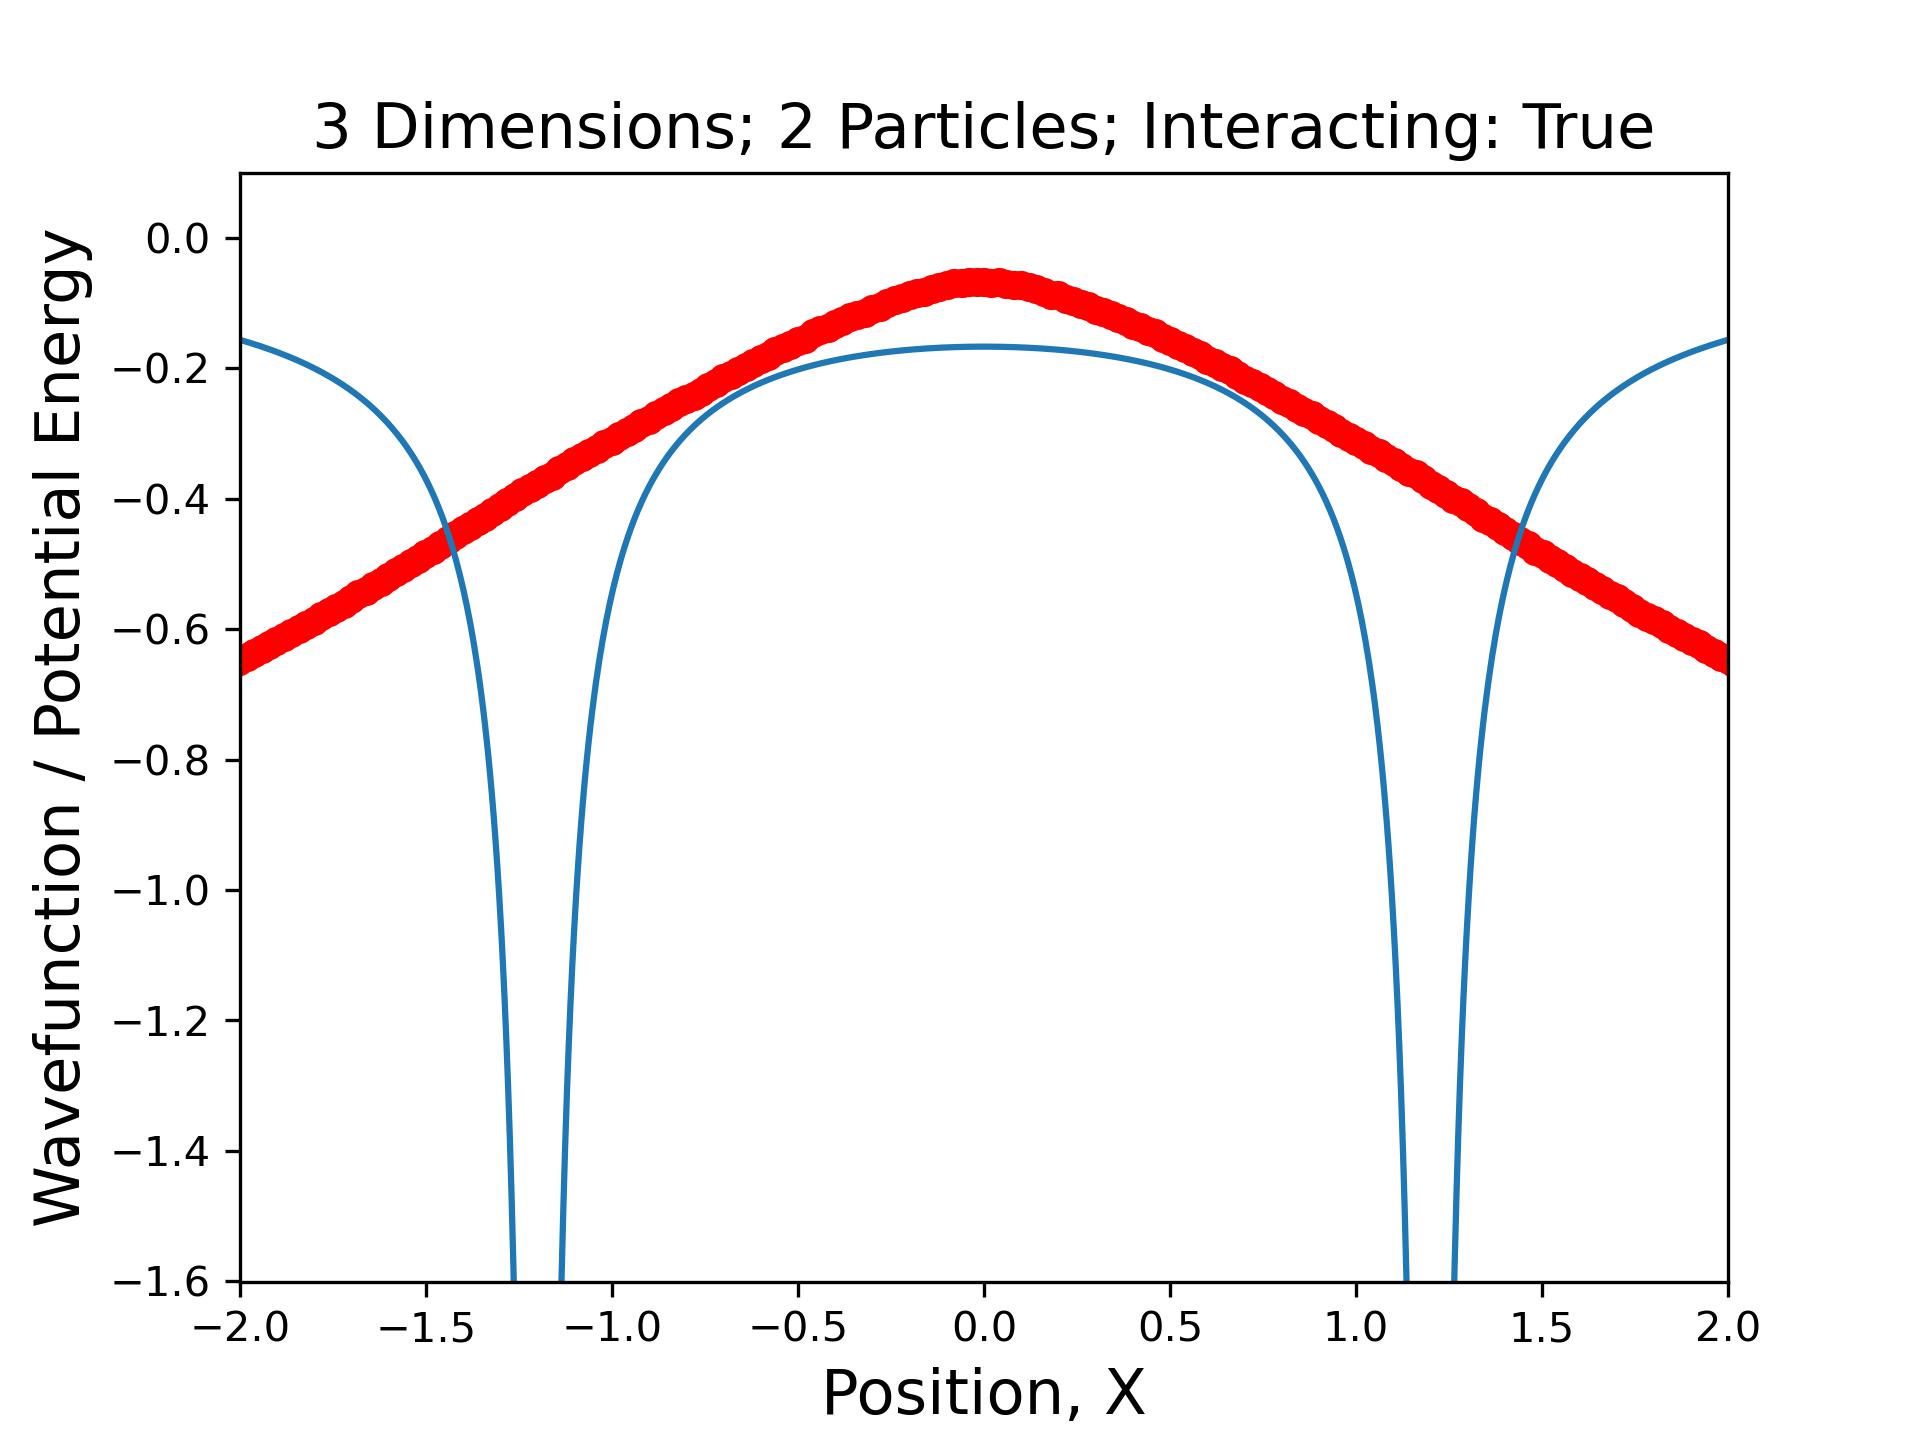 3 Dimensions; 2 Particles; Interacting: True
Wavefunction / Potential Energy
0.0
−0.2
−0.4
−0.6
−0.8
−1.0
−1.2
−1.4
−1.6
−2.0 −1.5 −1.0 −0.5 0.0 0.5 1.0 1.5 2.0
Position, X